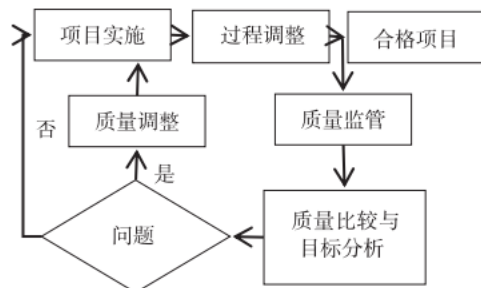 项目实施
过程调整
合格项目
否
质量调整
质量监管
是
问题
质量比较与
目标分析